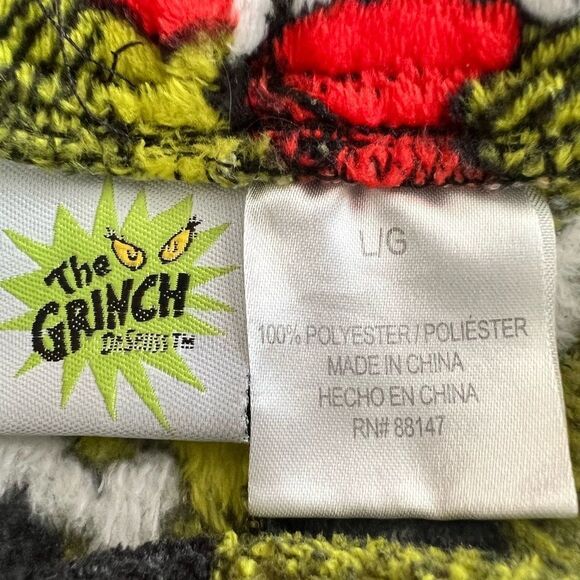 The
GRINCH
Dr. Seuss TM
L/G
100% POLYESTER / POLIÉSTER
MADE IN CHINA
HECHO EN CHINA
RN# 88147